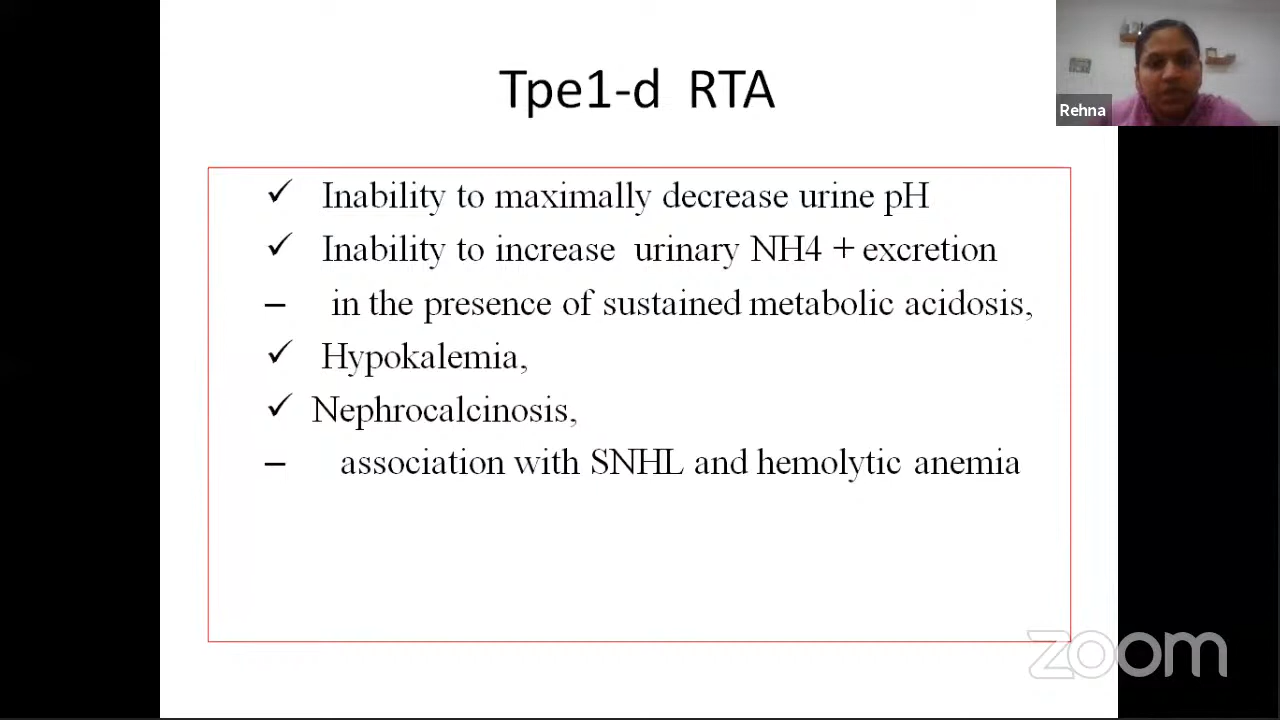 Tpe1-d RTA
Rehna
✓ Inability to maximally decrease urine pH
✓ Inability to increase urinary NH4 + excretion
– in the presence of sustained metabolic acidosis,
✓ Hypokalemia,
✓ Nephrocalcinosis,
– association with SNHL and hemolytic anemia
zoom